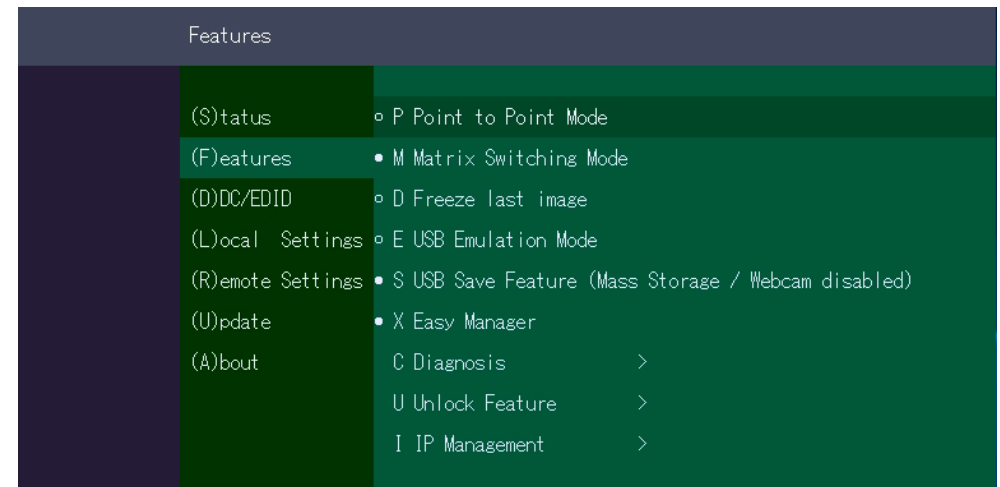 Features
(S)tatus
(F)eatures
(D)DC/EDID
(L)ocal Settings
(R)emote Settings
(U)pdate
(A)bout
P Point to Point Mode
M Matrix Switching Mode
D Freeze last image
E USB Emulation Mode
S USB Save Feature (Mass Storage / Webcam disabled)
X Easy Manager
C Diagnosis >
U Unlock Feature >
I IP Management >